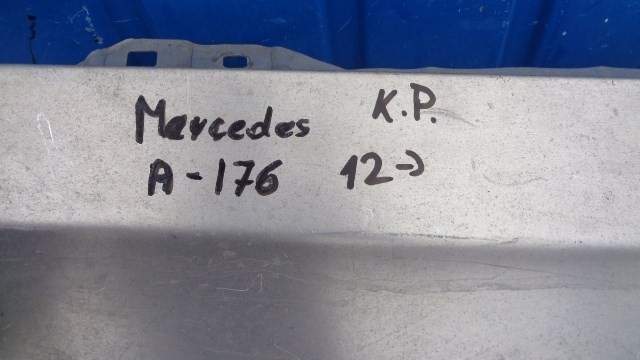 Mercedes K.P.
A-176 12→